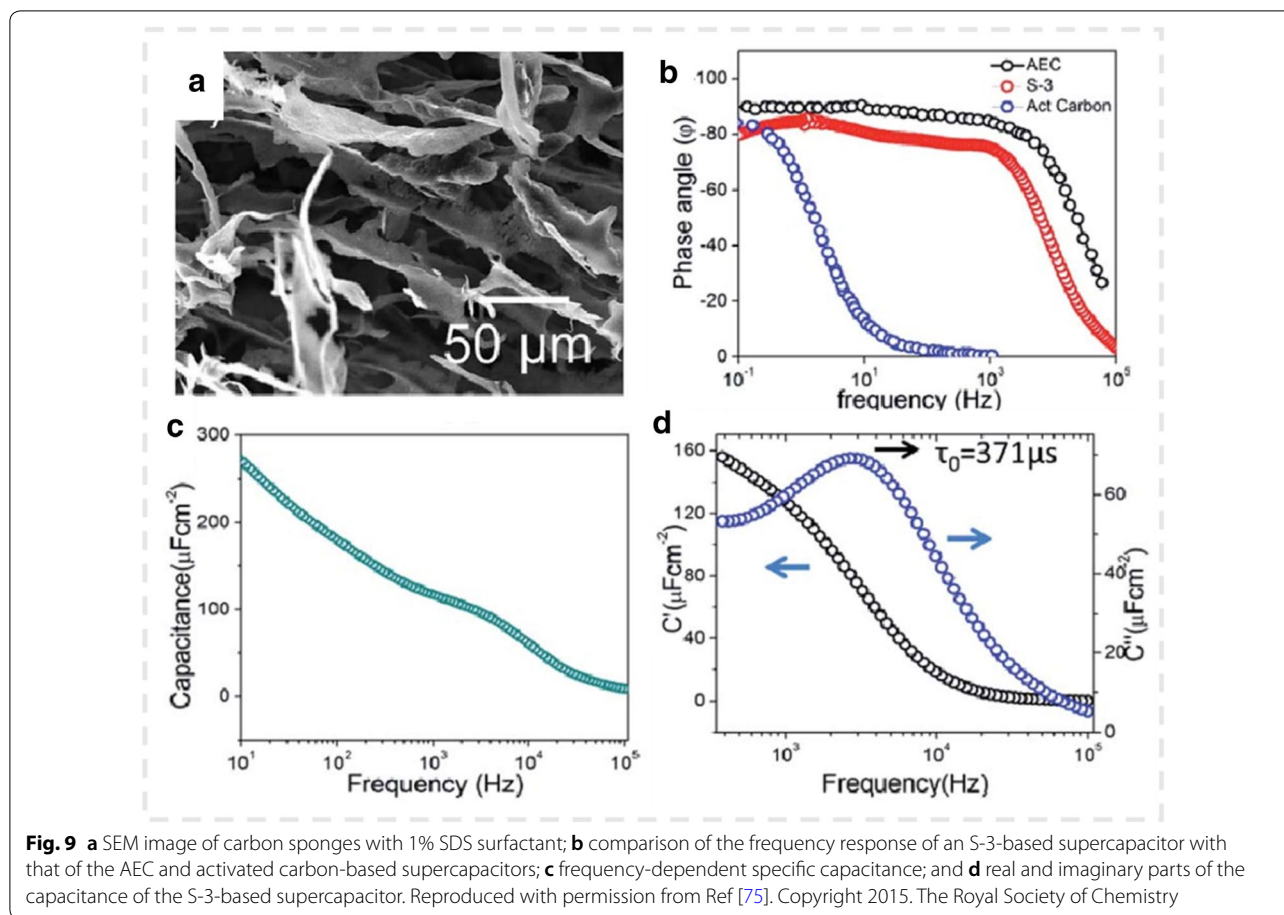 a
50 µm
b
AEC
S-3
Act Carbon
-100
-80
-60
-40
-20
0
Phase angle (φ)
10⁻¹ 10¹ 10³ 10⁵
frequency (Hz)
c
300
200
100
0
Capacitance(µFcm⁻²)
10¹ 10² 10³ 10⁴ 10⁵
Frequency (Hz)
d
τ₀=371µs
160
120
80
40
0
C'(µFcm⁻²)
60
40
20
0
C''(µFcm⁻²)
10³ 10⁴ 10⁵
Frequency(Hz)
Fig. 9 a SEM image of carbon sponges with 1% SDS surfactant; b comparison of the frequency response of an S-3-based supercapacitor with
that of the AEC and activated carbon-based supercapacitors; c frequency-dependent specific capacitance; and d real and imaginary parts of the
capacitance of the S-3-based supercapacitor. Reproduced with permission from Ref [75]. Copyright 2015. The Royal Society of Chemistry